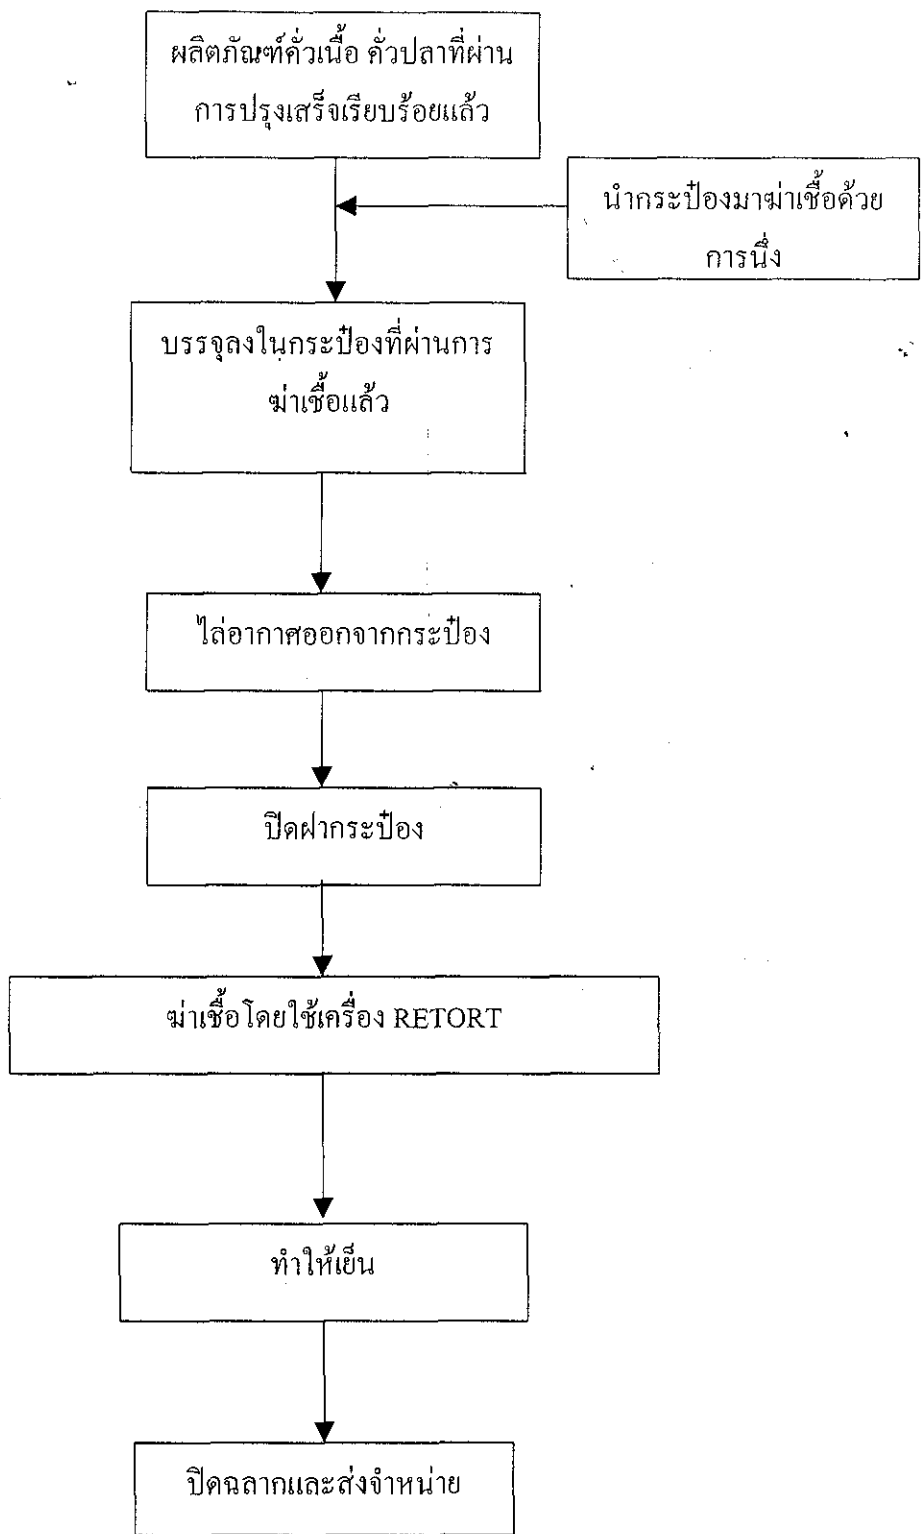 ผลิตภัณฑ์คั่วเนื้อ คั่วปลาที่ผ่าน
การปรุงเสร็จเรียบร้อยแล้ว
นำกระป๋องมาฆ่าเชื้อด้วย
การนึ่ง
บรรจุลงในกระป๋องที่ผ่านการ
ฆ่าเชื้อแล้ว
ไล่อากาศออกจากกระป๋อง
ปิดฝากระป๋อง
ฆ่าเชื้อโดยใช้เครื่อง RETORT
ทำให้เย็น
ปิดฉลากและส่งจำหน่าย